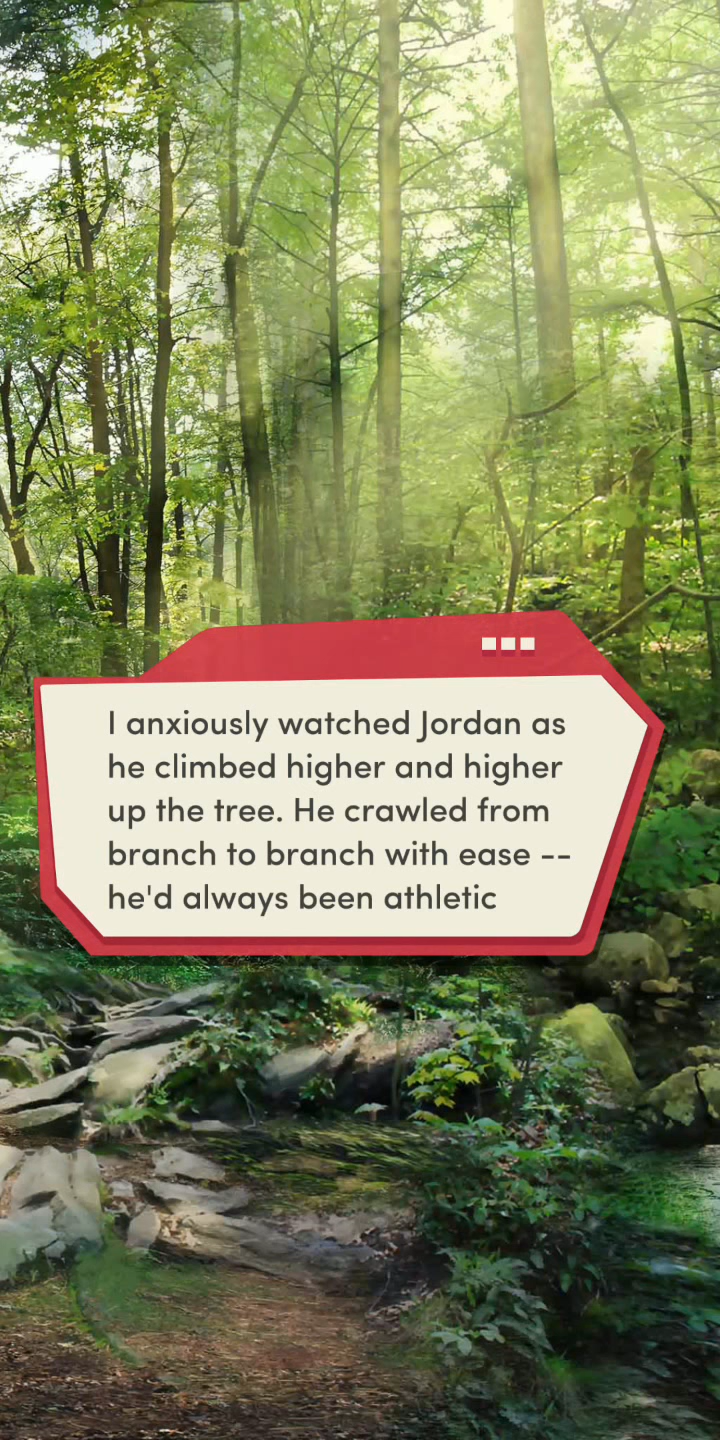 I anxiously watched Jordan as
he climbed higher and higher
up the tree. He crawled from
branch to branch with ease --
he'd always been athletic